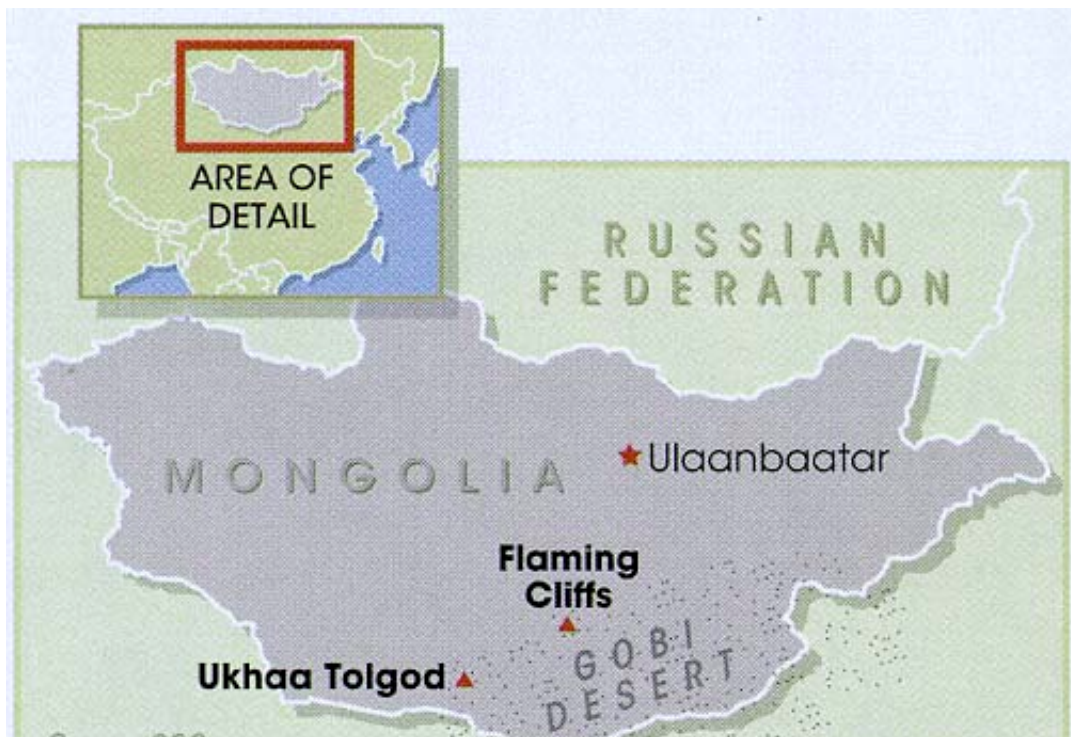 AREA OF
DETAIL
RUSSIAN
FEDERATION
MONGOLIA
Ulaanbaatar
Flaming
Cliffs
GOBI
DESERT
Ukhaa Tolgod